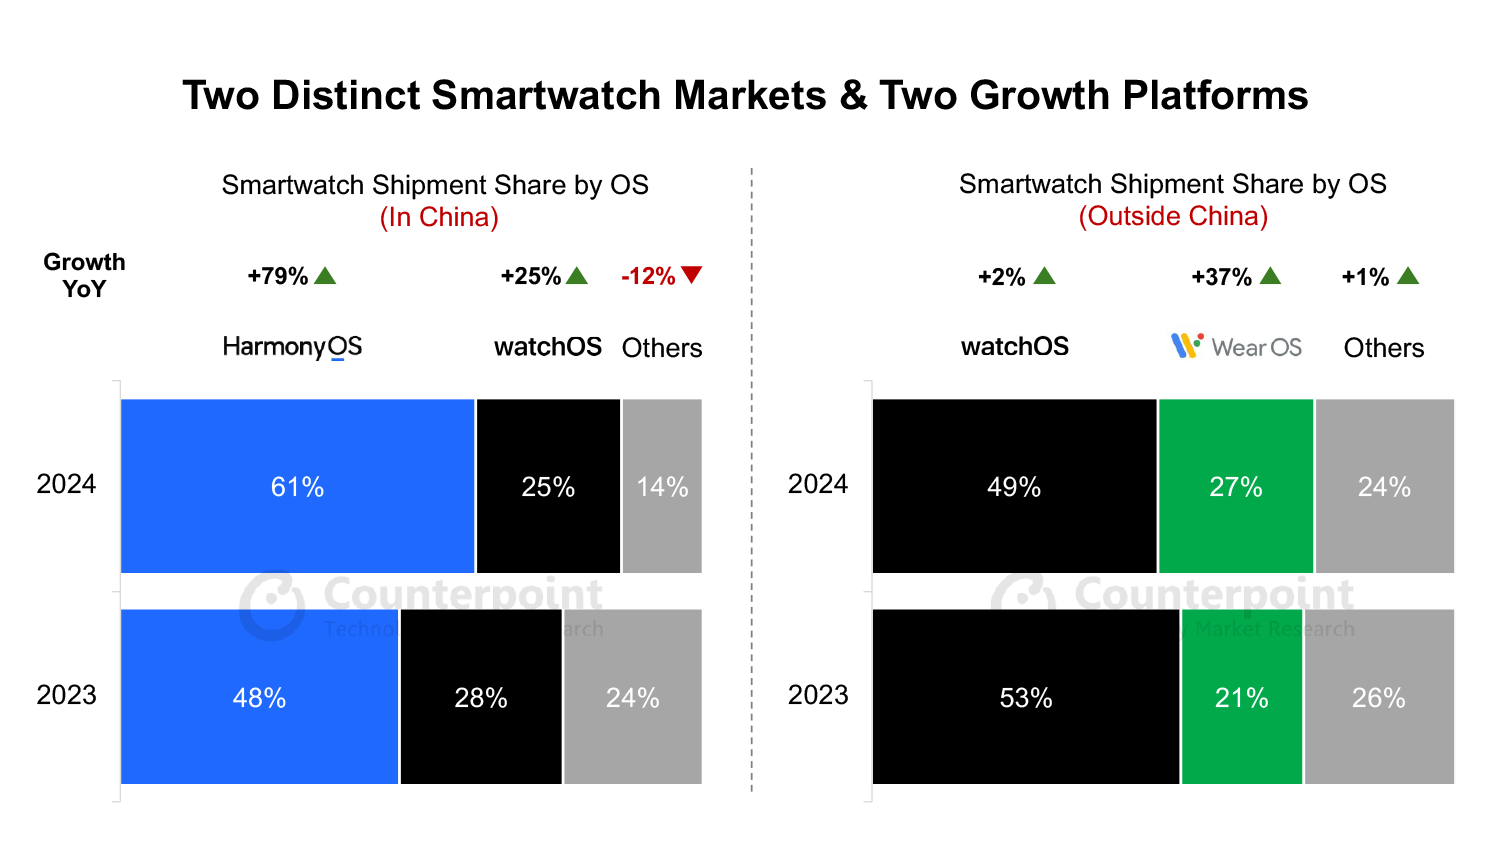 Two Distinct Smartwatch Markets & Two Growth Platforms
Smartwatch Shipment Share by OS
(In China)
Growth
YoY
+79%
+25%
-12%
HarmonyOS
watchOS
Others
2024
61%
25%
14%
Counterpoint
2023
48%
28%
24%
Smartwatch Shipment Share by OS
(Outside China)
+2%
+37%
+1%
watchOS
Wear OS
Others
2024
49%
27%
24%
Counterpoint
Market Research
2023
53%
21%
26%